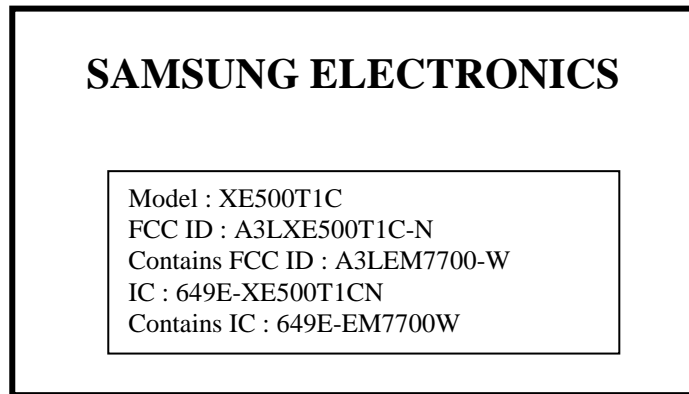 SAMSUNG ELECTRONICS
Model : XE500T1C
FCC ID : A3LXE500T1C-N
Contains FCC ID : A3LEM7700-W
IC : 649E-XE500T1CN
Contains IC : 649E-EM7700W